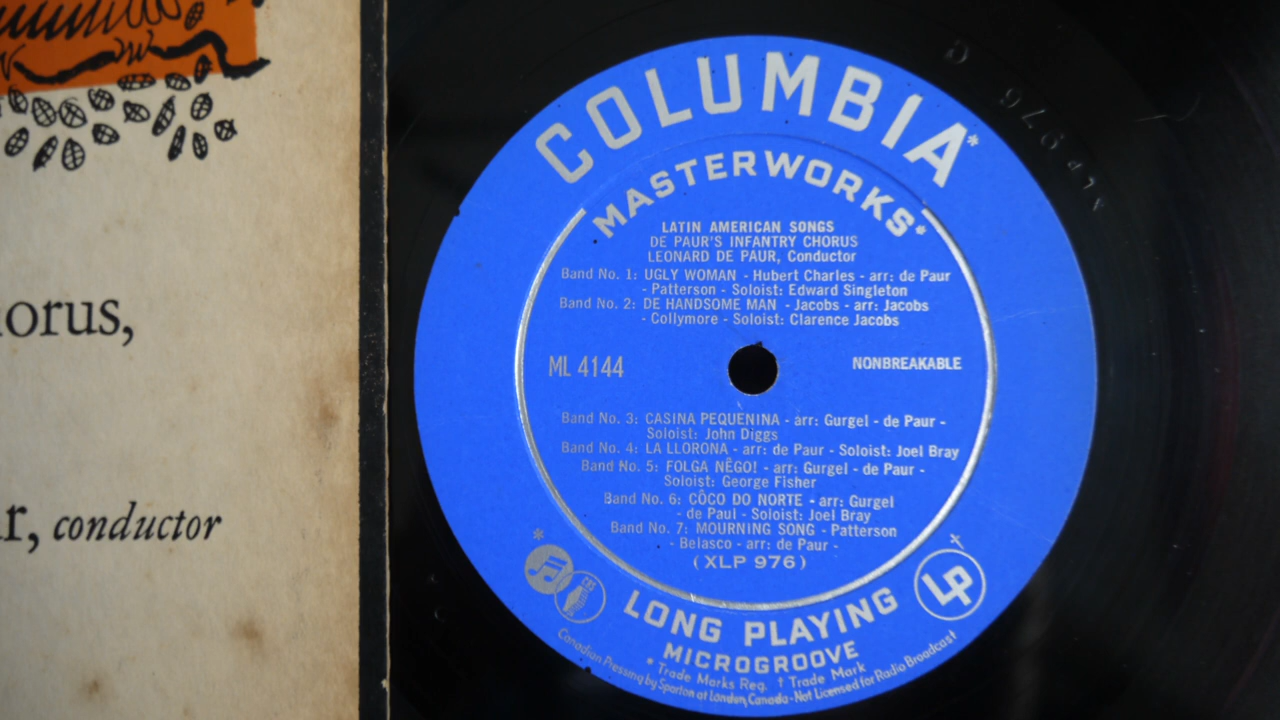 orus,
r, conductor
COLUMBIA*
MASTERWORKS*
LATIN AMERICAN SONGS
DE PAUR'S INFANTRY CHORUS
LEONARD DE PAUR, Conductor
Band No. 1: UGLY WOMAN - Hubert Charles - arr: de Paur
- Patterson - Soloist: Edward Singleton
Band No. 2: DE HANDSOME MAN - Jacobs - arr: Jacobs
- Collymore - Soloist: Clarence Jacobs
ML 4144
NONBREAKABLE
Band No. 3: CASINA PEQUENINA - arr: Gurgel - de Paur -
Soloist: John Diggs
Band No. 4: LA LLORONA - arr: de Paur - Soloist: Joel Bray
Band No. 5: FOLGA NÊGO! - arr: Gurgel - de Paur -
Soloist: George Fisher
Band No. 6: CÔCO DO NORTE - arr: Gurgel
- de Paul - Soloist: Joel Bray
Band No. 7: MOURNING SONG - Patterson
- Belasco - arr: de Paur -
(XLP 976)
* CBS
LP †
LONG PLAYING
MICROGROOVE
* Trade Marks Reg. † Trade Mark
Canadian Pressing by Sparton at London, Canada - Not Licensed for Radio Broadcast